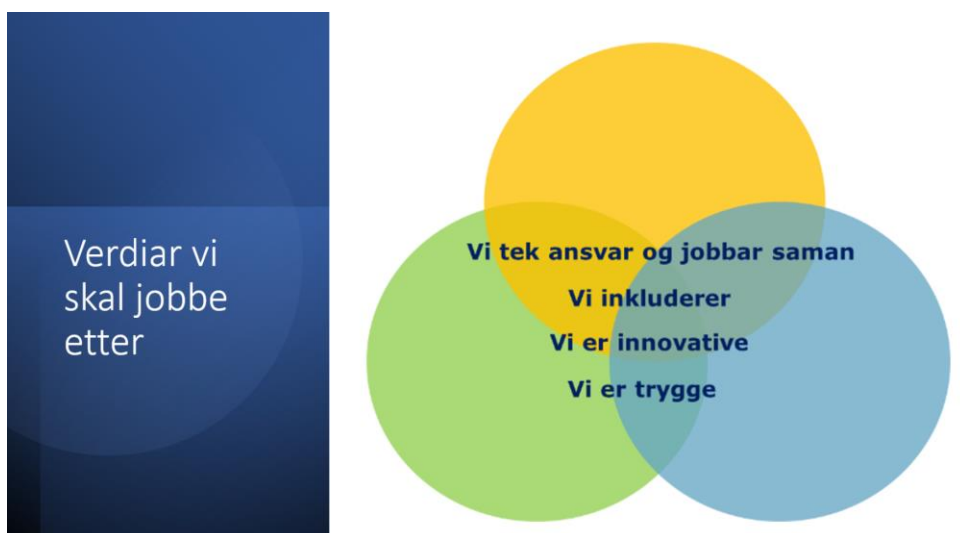 Verdiar vi
skal jobbe
etter
Vi tek ansvar og jobbar saman
Vi inkluderer
Vi er innovative
Vi er trygge